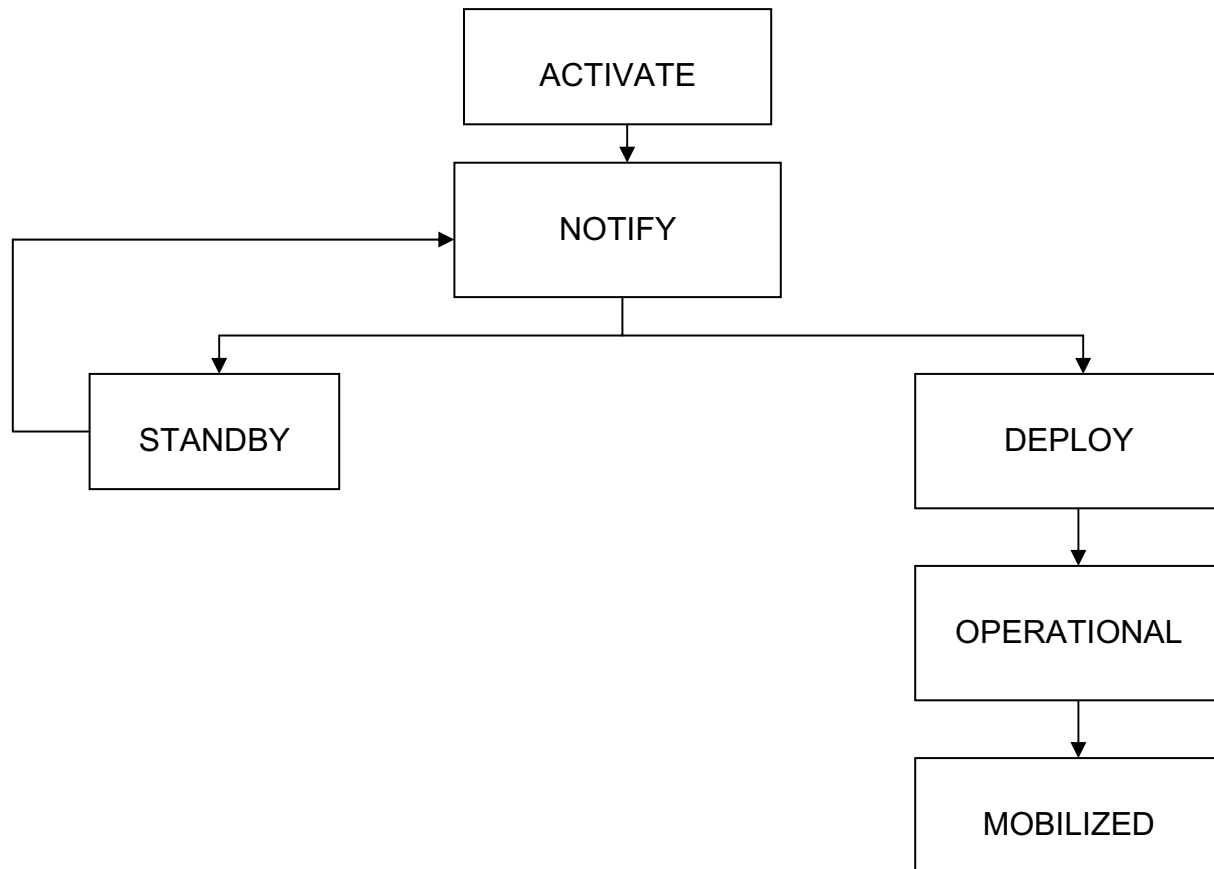 ACTIVATE
NOTIFY
STANDBY
DEPLOY
OPERATIONAL
MOBILIZED